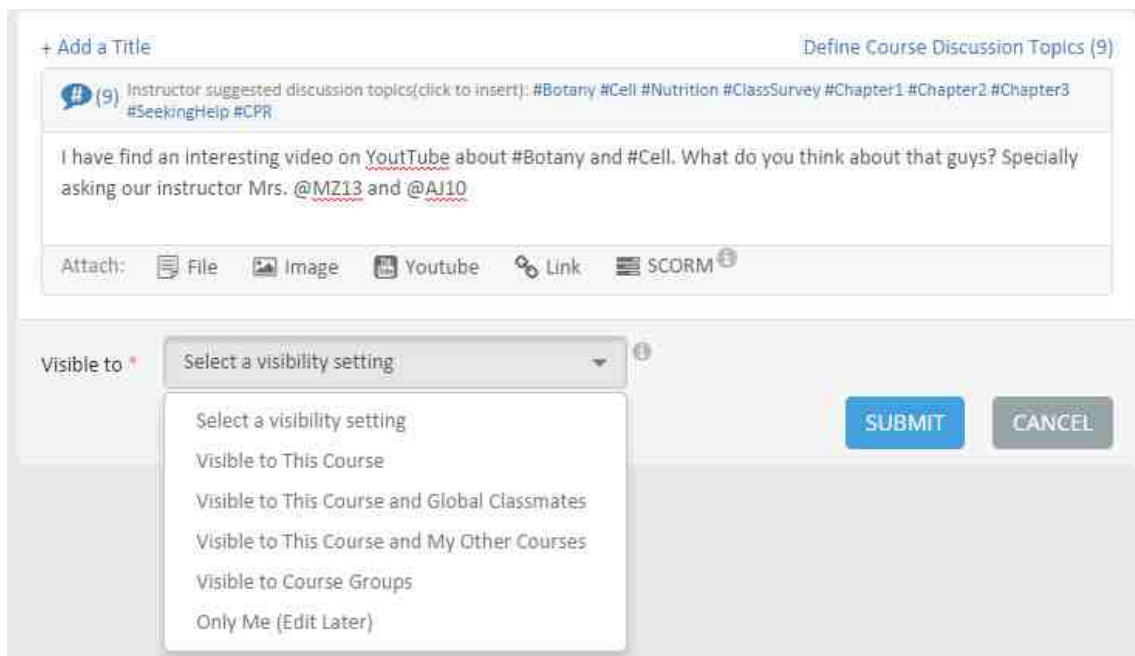 + Add a Title
Define Course Discussion Topics (9)
# (9) Instructor suggested discussion topics(click to insert): #Botany #Cell #Nutrition #ClassSurvey #Chapter1 #Chapter2 #Chapter3
#SeekingHelp #CPR
I have find an interesting video on YoutTube about #Botany and #Cell. What do you think about that guys? Specially
asking our instructor Mrs. @MZ13 and @AJ10
Attach: File Image Youtube Link SCORM
Visible to * Select a visibility setting
Select a visibility setting
Visible to This Course
Visible to This Course and Global Classmates
Visible to This Course and My Other Courses
Visible to Course Groups
Only Me (Edit Later)
SUBMIT CANCEL